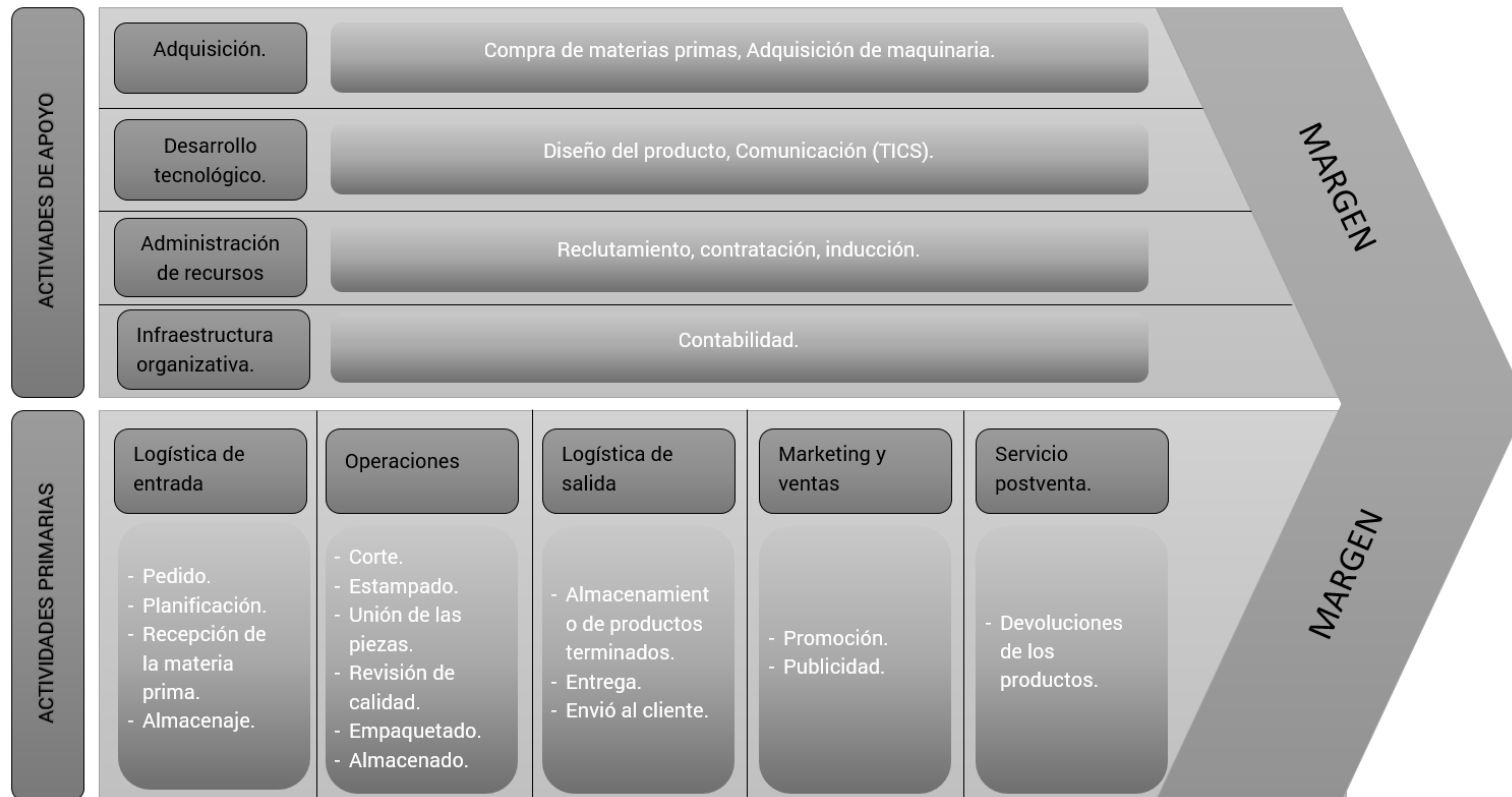 ACTIVIADES DE APOYO
Adquisición.
Compra de materias primas, Adquisición de maquinaria.
Desarrollo
tecnológico.
Diseño del producto, Comunicación (TICS).
Administración
de recursos
Reclutamiento, contratación, inducción.
Infraestructura
organizativa.
Contabilidad.
MARGEN
ACTIVIDADES PRIMARIAS
Logística de
entrada
- Pedido.
- Planificación.
- Recepción de
la materia
prima.
- Almacenaje.
Operaciones
- Corte.
- Estampado.
- Unión de las
piezas.
- Revisión de
calidad.
- Empaquetado.
- Almacenado.
Logística de
salida
- Almacenamient
o de productos
terminados.
- Entrega.
- Envió al cliente.
Marketing y
ventas
- Promoción.
- Publicidad.
Servicio
postventa.
- Devoluciones
de los
productos.
MARGEN